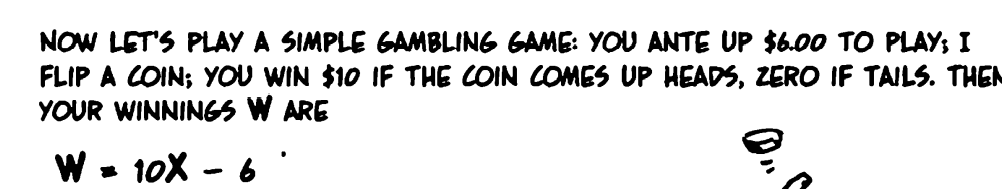 NOW LET'S PLAY A SIMPLE GAMBLING GAME: YOU ANTE UP $6.00 TO PLAY; I
FLIP A COIN; YOU WIN $10 IF THE COIN COMES UP HEADS, ZERO IF TAILS. THEN
YOUR WINNINGS W ARE
W = 10X - 6